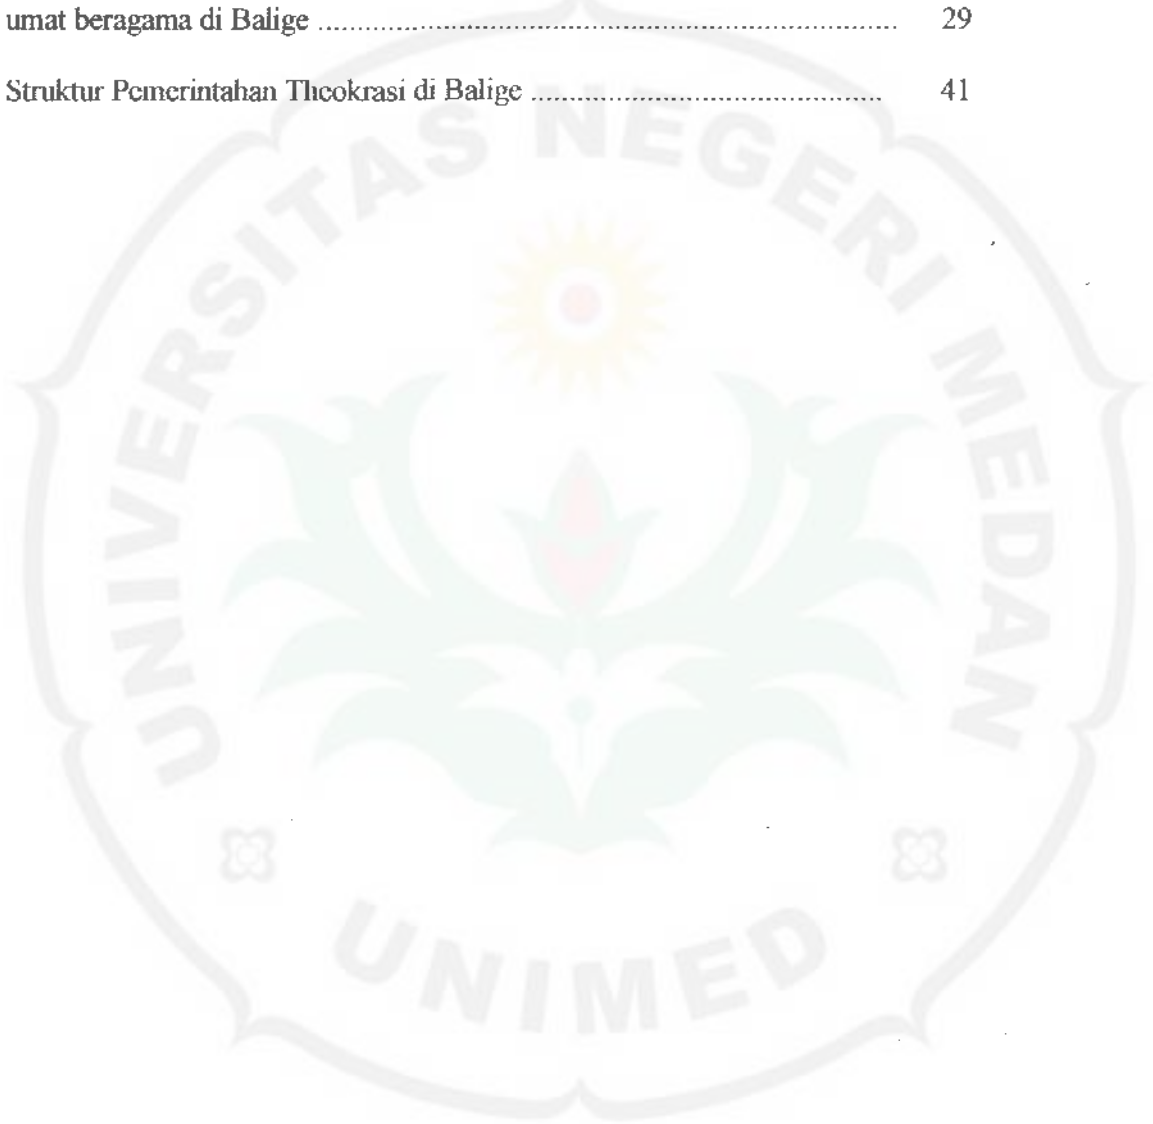 umat beragama di Balige ........................................................................ 29
Struktur Pemerintahan Theokrasi di Balige ............................................ 41
UNIVERSITAS NEGERI MEDAN
UNIMED